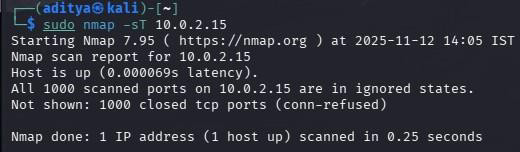 ┌──(aditya㉿kali)-[~]
└─$ sudo nmap -sT 10.0.2.15
Starting Nmap 7.95 ( https://nmap.org ) at 2025-11-12 14:05 IST
Nmap scan report for 10.0.2.15
Host is up (0.000069s latency).
All 1000 scanned ports on 10.0.2.15 are in ignored states.
Not shown: 1000 closed tcp ports (conn-refused)
Nmap done: 1 IP address (1 host up) scanned in 0.25 seconds